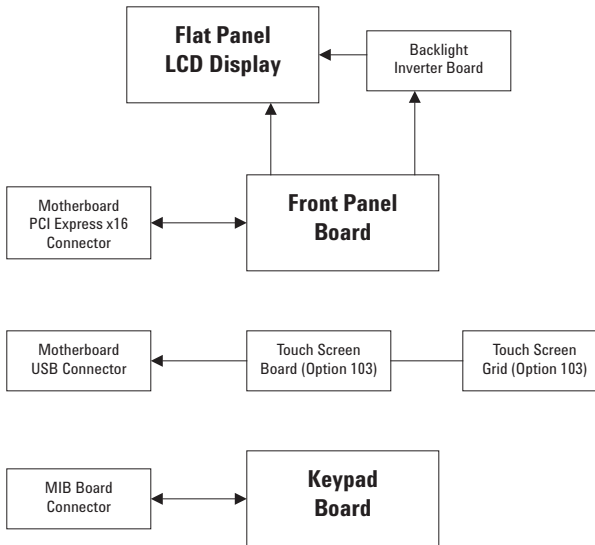 Flat Panel
LCD Display
Backlight
Inverter Board
Motherboard
PCI Express x16
Connector
Front Panel
Board
Motherboard
USB Connector
Touch Screen
Board (Option 103)
Touch Screen
Grid (Option 103)
MIB Board
Connector
Keypad
Board